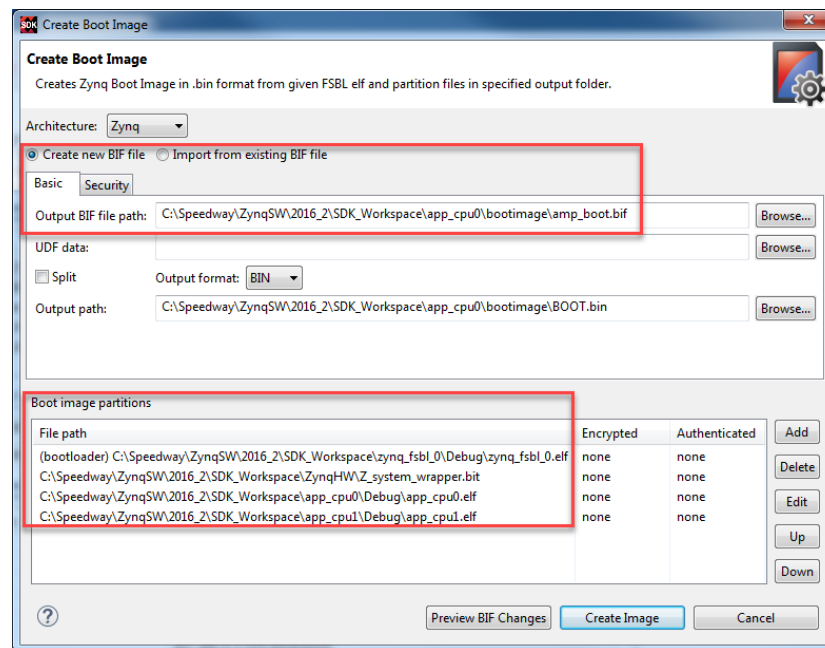 SDK Create Boot Image
Create Boot Image
Creates Zynq Boot Image in .bin format from given FSBL elf and partition files in specified output folder.
Architecture: Zynq
Create new BIF file Import from existing BIF file
Basic Security
Output BIF file path: C:\Speedway\ZynqSW\2016_2\SDK_Workspace\app_cpu0\bootimage\amp_boot.bif Browse...
UDF data: Browse...
Split Output format: BIN
Output path: C:\Speedway\ZynqSW\2016_2\SDK_Workspace\app_cpu0\bootimage\BOOT.bin Browse...
Boot image partitions
File path Encrypted Authenticated Add
(bootloader) C:\Speedway\ZynqSW\2016_2\SDK_Workspace\zynq_fsbl_0\Debug\zynq_fsbl_0.elf none none
C:\Speedway\ZynqSW\2016_2\SDK_Workspace\ZynqHW\Z_system_wrapper.bit none none Delete
C:\Speedway\ZynqSW\2016_2\SDK_Workspace\app_cpu0\Debug\app_cpu0.elf none none Edit
C:\Speedway\ZynqSW\2016_2\SDK_Workspace\app_cpu1\Debug\app_cpu1.elf none none
Up
Down
? Preview BIF Changes Create Image Cancel